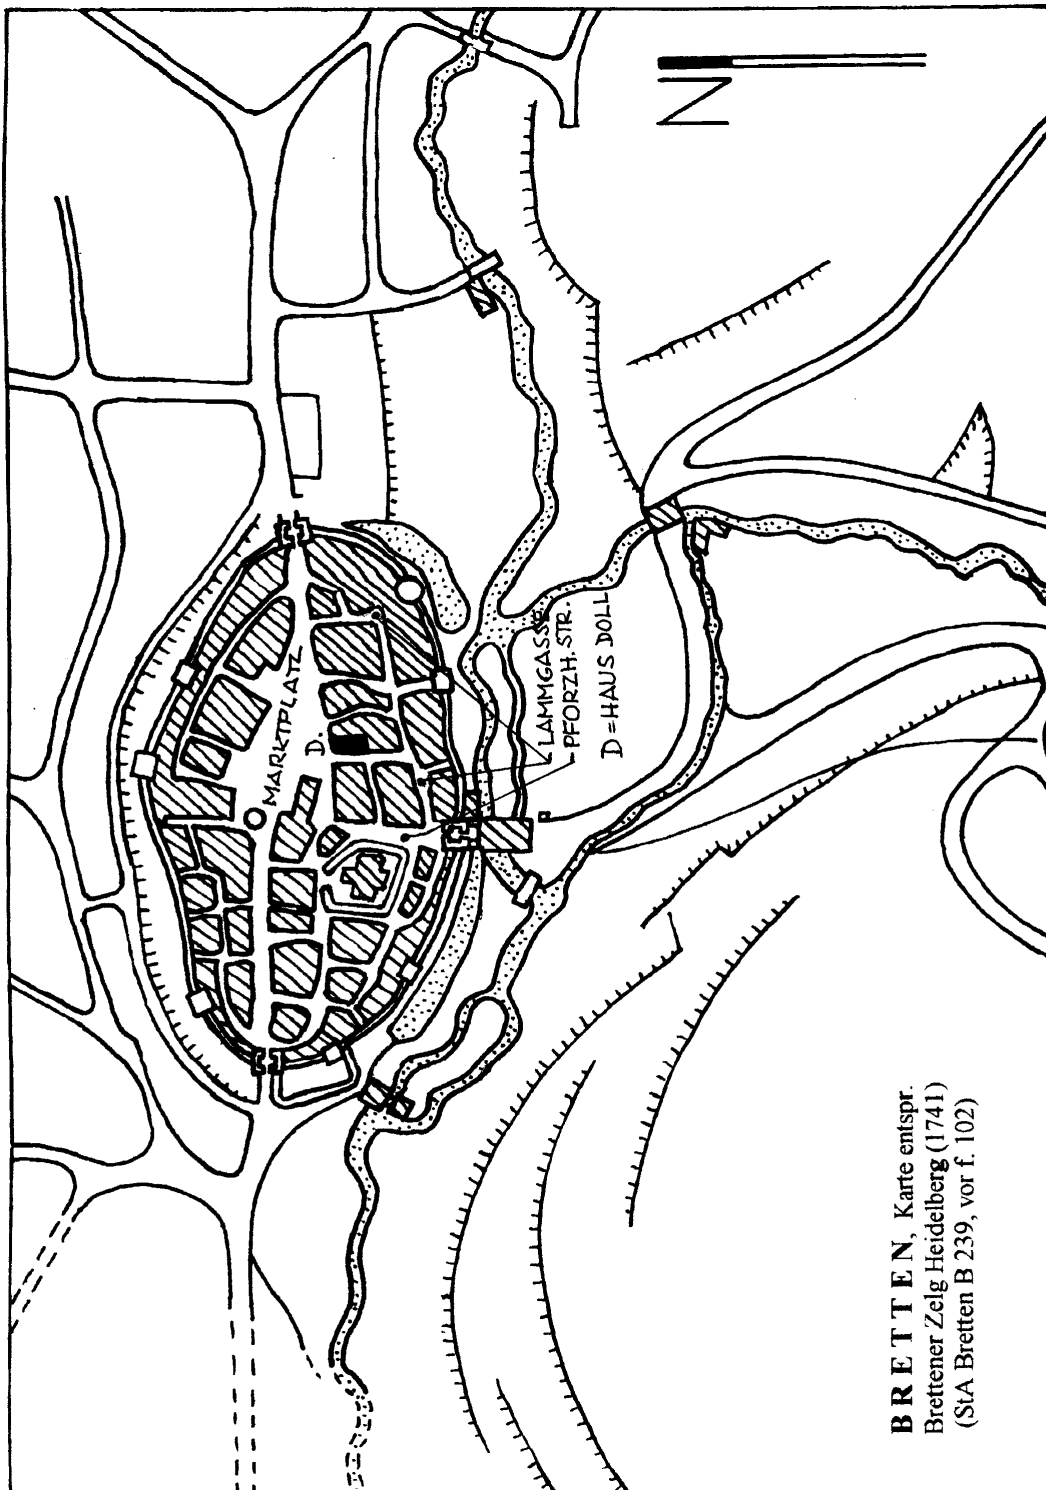 N
MARKTPLATZ
D.
LAMMGASSE
PFORZH. STR.
D=HAUS DOLL
BRETTEN, Karte entspr.
Brettener Zelg Heidelberg (1741)
(StA Bretten B 239, vor f. 102)